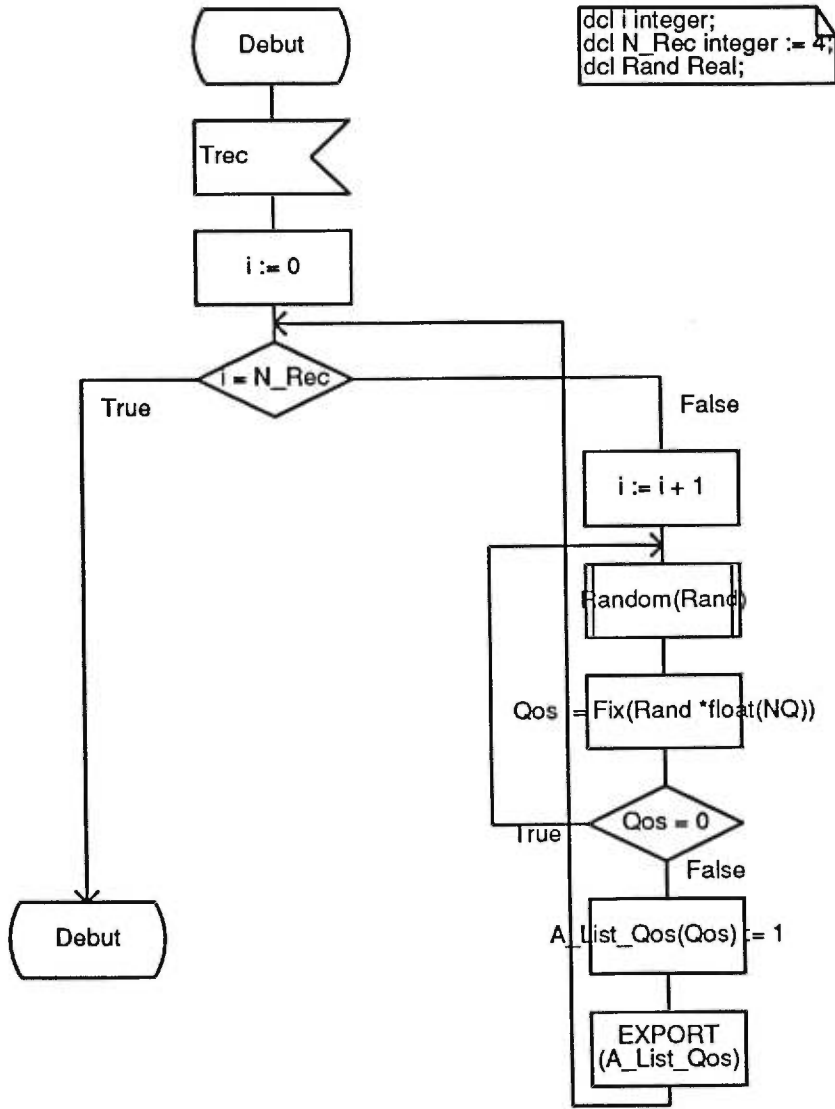 dcl i integer;
dcl N_Rec integer := 4;
dcl Rand Real;
Debut
Trec
i := 0
i = N_Rec
True
False
i := i + 1
Random(Rand)
Qos = Fix(Rand *float(NQ))
Qos = 0
True
False
A_List_Qos(Qos) := 1
Debut
EXPORT
(A_List_Qos)